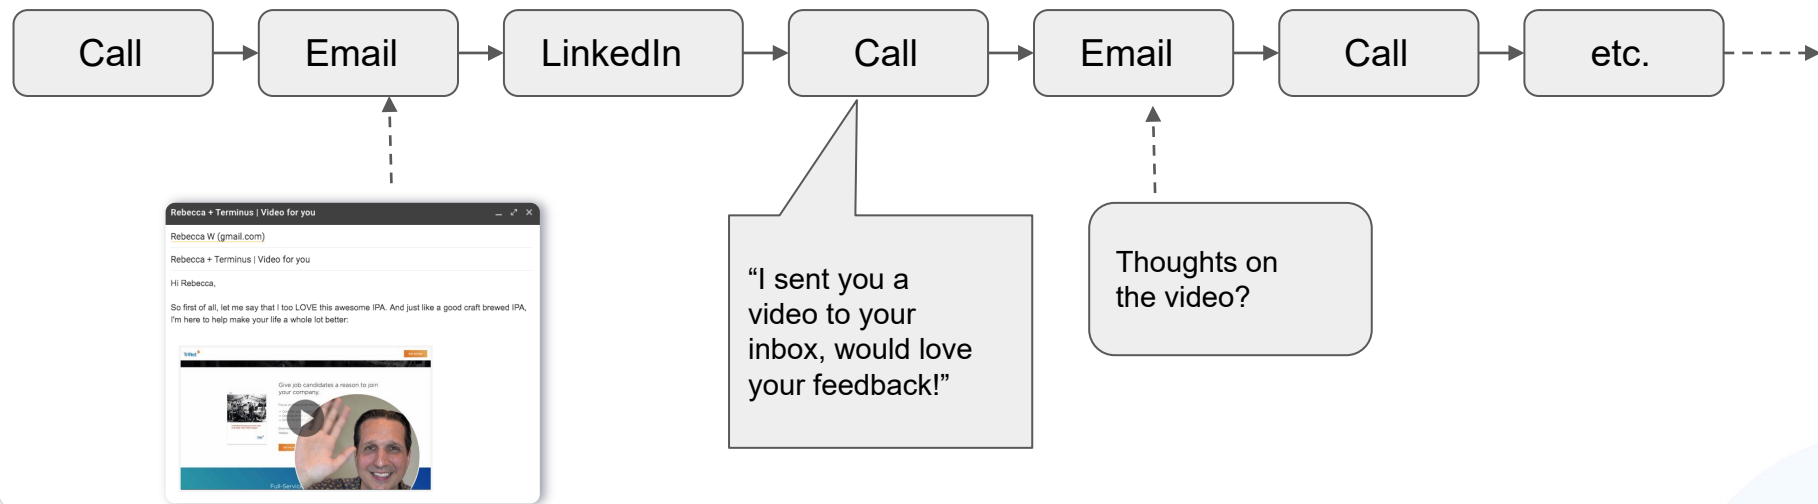 Call
Email
LinkedIn
Call
Email
Call
etc.
Rebecca + Terminus | Video for you
Rebecca W (gmail.com)
Rebecca + Terminus | Video for you
Hi Rebecca,
So first of all, let me say that I too LOVE this awesome IPA. And just like a good craft brewed IPA,
I'm here to help make your life a whole lot better:
TriNet
Give job candidates a reason to join
your company.
Full-Service
“I sent you a
video to your
inbox, would love
your feedback!”
Thoughts on
the video?